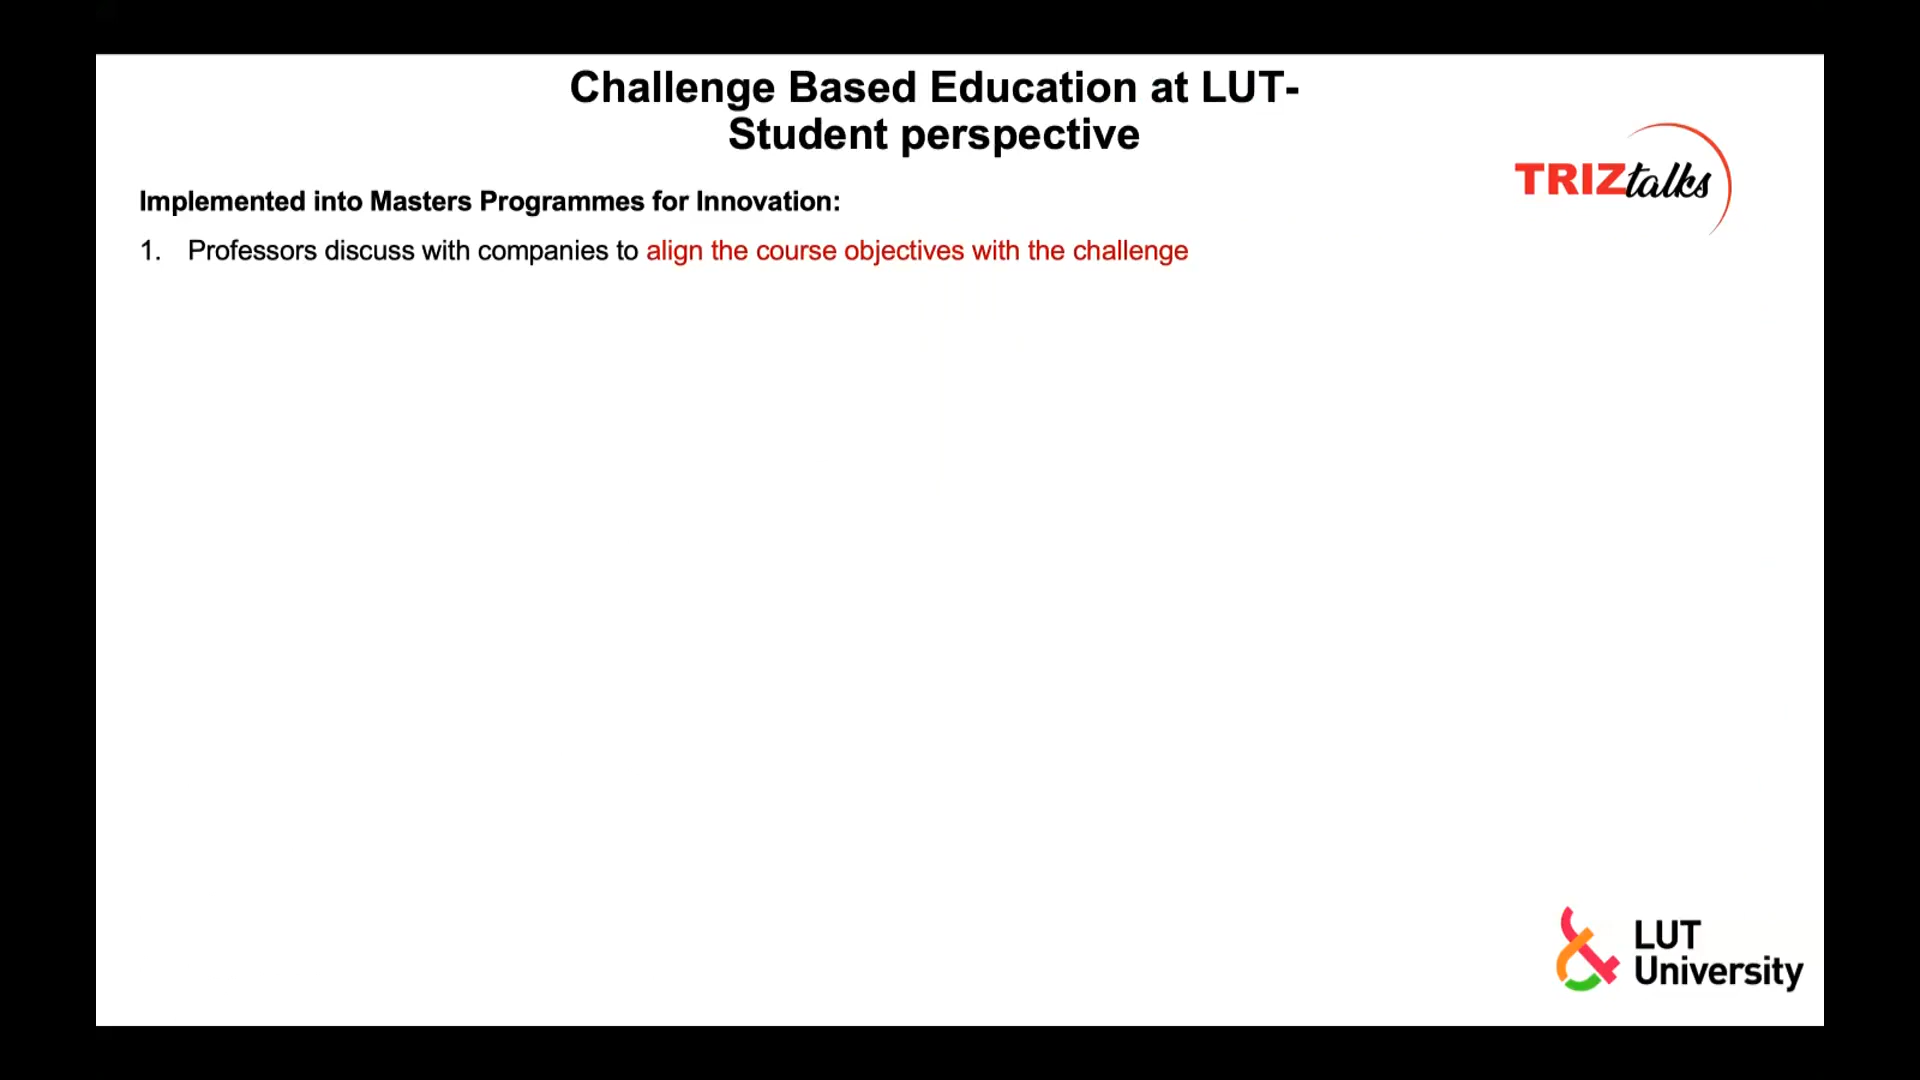 Challenge Based Education at LUT-
Student perspective
TRIZtalks
Implemented into Masters Programmes for Innovation:
1. Professors discuss with companies to align the course objectives with the challenge
LUT
University